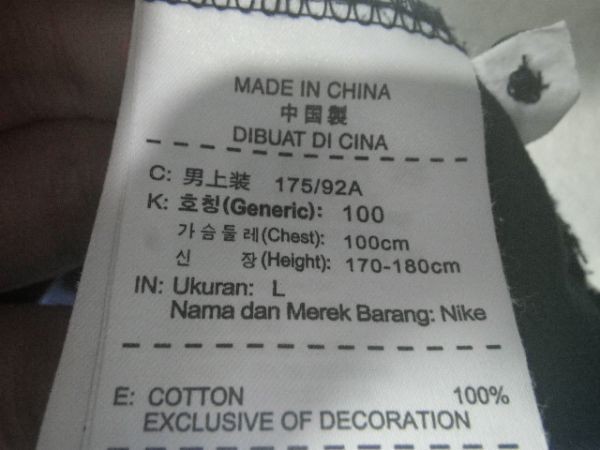 MADE IN CHINA
中国製
DIBUAT DI CINA
C: 男上装 175/92A
K: 호칭(Generic): 100
가슴둘레(Chest): 100cm
신 장(Height): 170-180cm
IN: Ukuran: L
Nama dan Merek Barang: Nike
E: COTTON 100%
EXCLUSIVE OF DECORATION